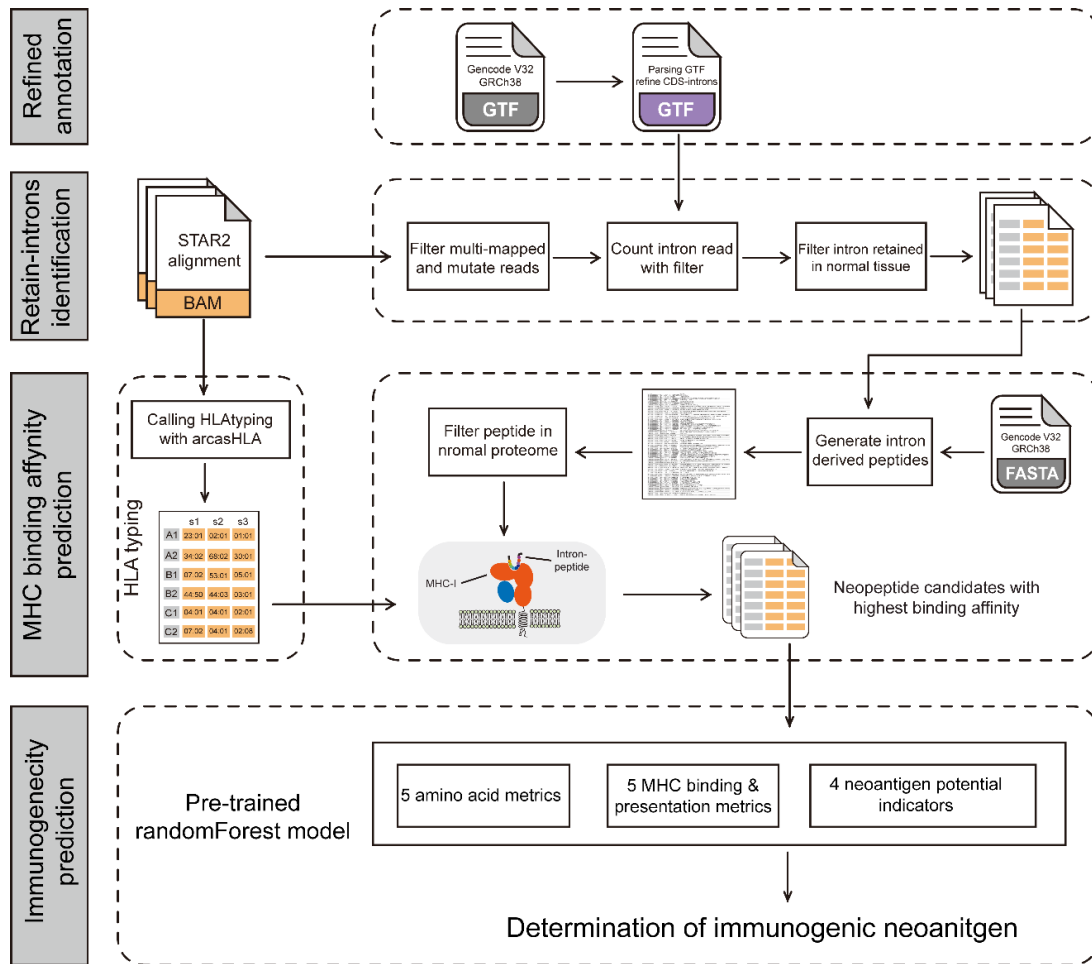 Refined
annotation
Gencode V32
GRCh38
GTF
Parsing GTF
refine CDS-introns
GTF
Retain-introns
identification
STAR2
alignment
BAM
Filter multi-mapped
and mutate reads
Count intron read
with filter
Filter intron retained
in normal tissue
MHC binding affynity
prediction
HLA typing
Calling HLAtyping
with arcasHLA
s1 s2 s3
A1 23:01 02:01 01:01
A2 34:02 68:02 30:01
B1 07:02 53:01 05:01
B2 44:50 44:03 03:01
C1 04:01 04:01 02:01
C2 07:02 04:01 02:08
Filter peptide in
nromal proteome
Generate intron
derived peptides
Gencode V32
GRCh38
FASTA
MHC-I
Intron-
peptide
Neopeptide candidates with
highest binding affinity
Immunogenecity
prediction
Pre-trained
randomForest model
5 amino acid metrics
5 MHC binding &
presentation metrics
4 neoantigen potential
indicators
Determination of immunogenic neoanitgen